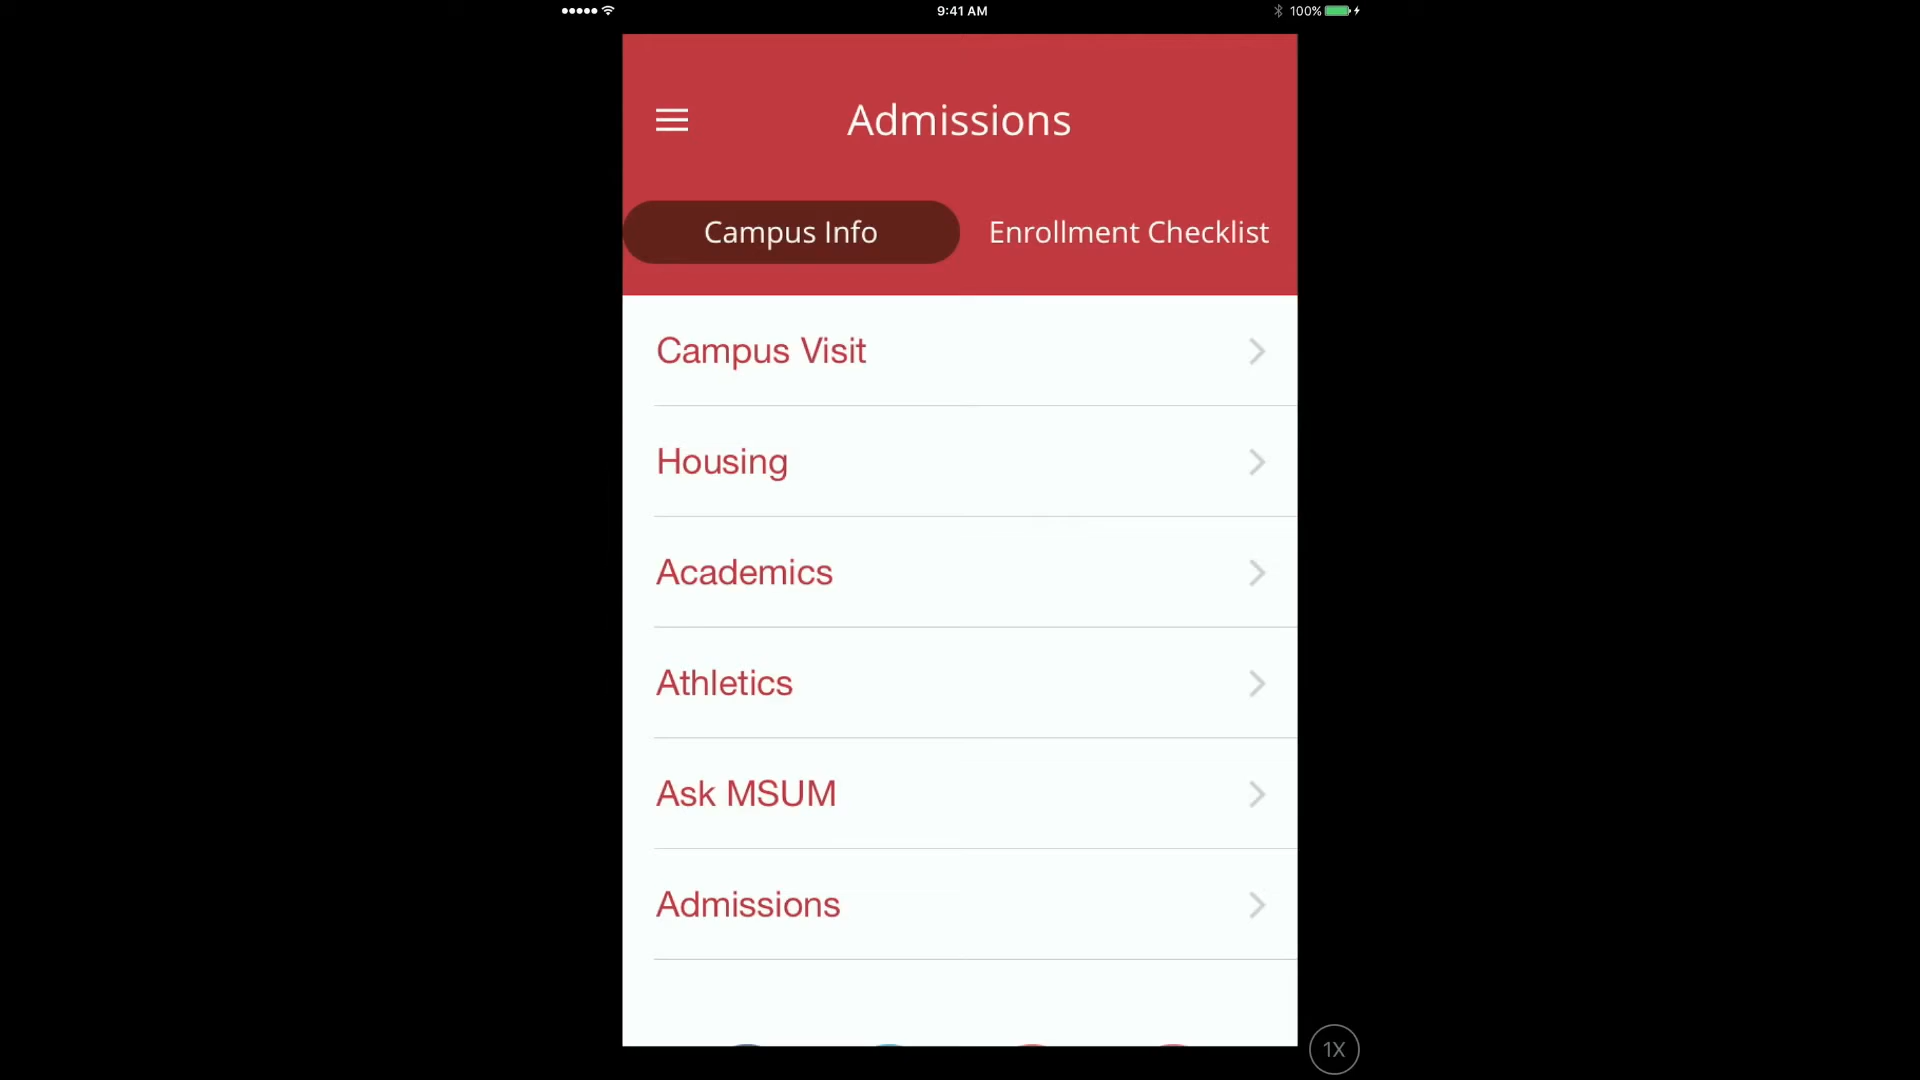 9:41 AM
100%
Admissions
Campus Info
Enrollment Checklist
Campus Visit
Housing
Academics
Athletics
Ask MSUM
Admissions
1X